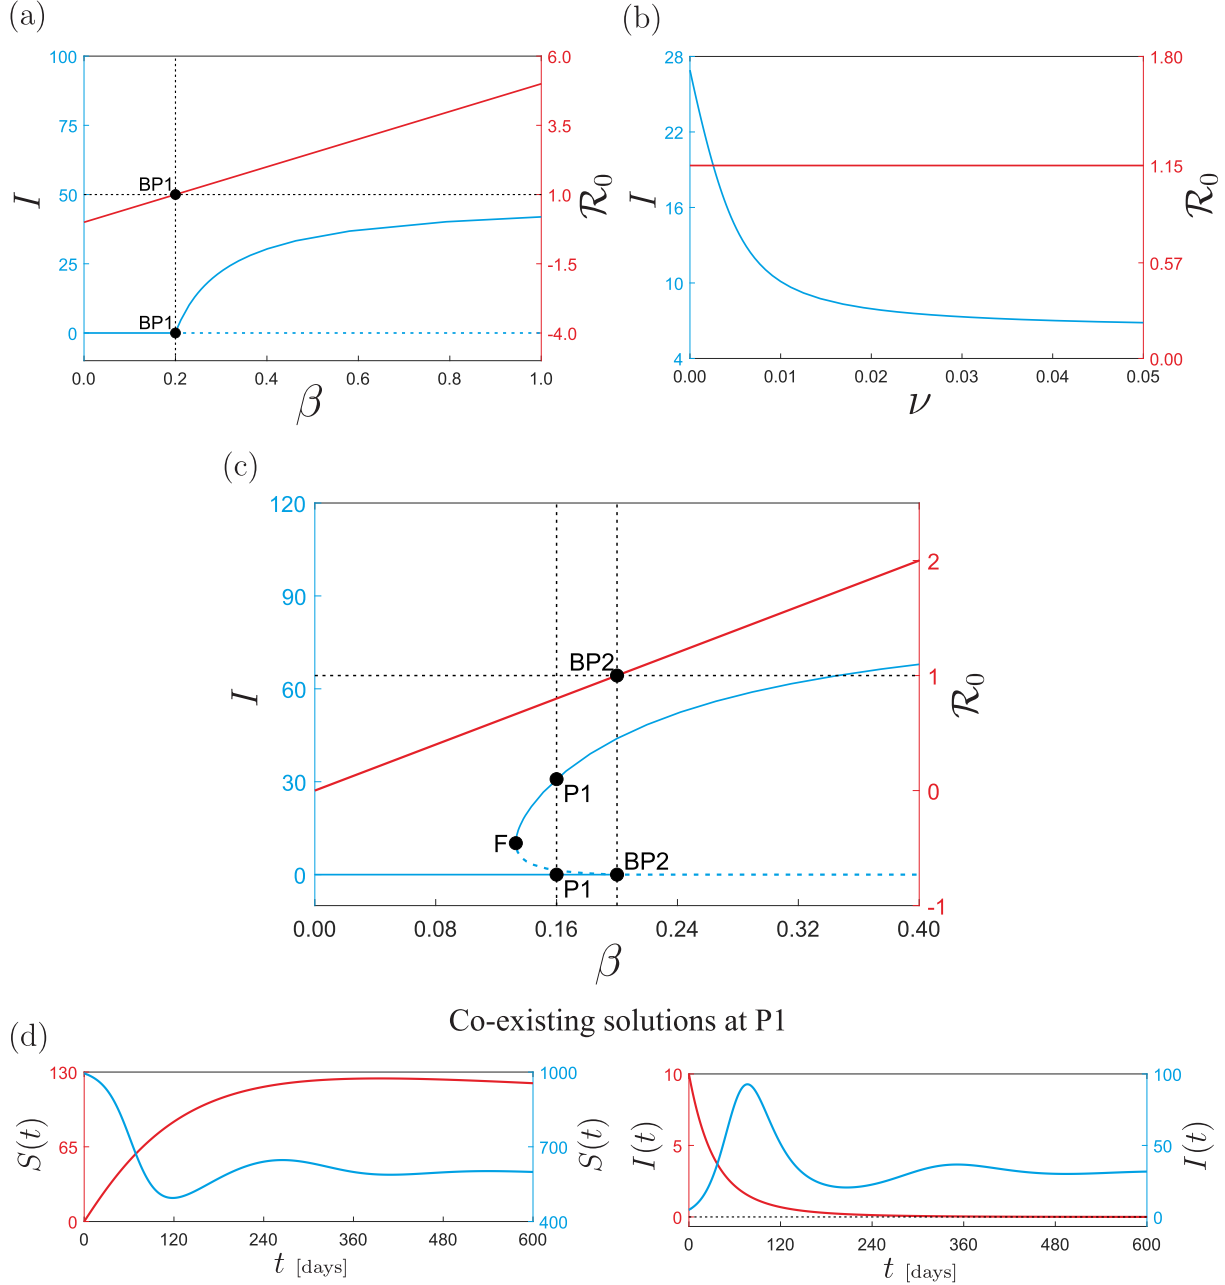 (a)
100
75
50
25
0
I
BP1
BP1
6.0
3.5
1.0
-1.5
-4.0
R₀
0.0
0.2
0.4
0.6
0.8
1.0
β
(b)
28
22
16
10
4
I
1.80
1.15
0.57
0.00
R₀
0.00
0.01
0.02
0.03
0.04
0.05
ν
(c)
120
90
60
30
0
I
BP2
P1
F
BP2
P1
2
1
0
-1
R₀
0.00
0.08
0.16
0.24
0.32
0.40
β
Co-existing solutions at P1
(d)
130
65
0
S(t)
1000
700
400
S(t)
0
120
240
360
480
600
t [days]
10
5
0
I(t)
100
50
0
I(t)
0
120
240
360
480
600
t [days]